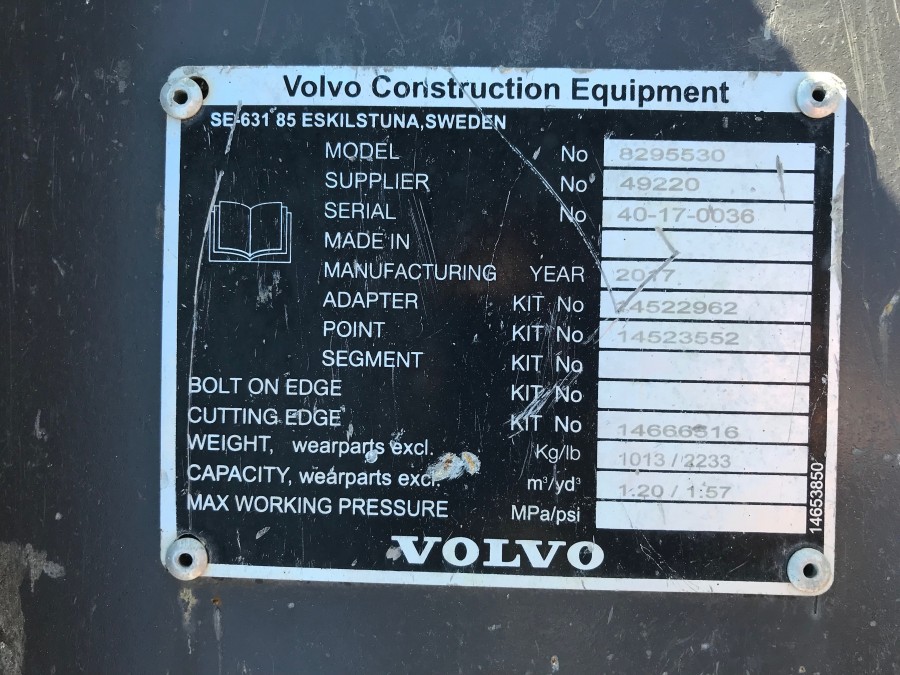 Volvo Construction Equipment
SE-631 85 ESKILSTUNA,SWEDEN
MODEL No 8295530
SUPPLIER No 49220
SERIAL No 40-17-0036
MADE IN
MANUFACTURING YEAR 2017
ADAPTER KIT No 14522962
POINT KIT No 14523552
SEGMENT KIT No
BOLT ON EDGE KIT No
CUTTING EDGE KIT No 14666516
WEIGHT, wearparts excl. Kg/lb 1013 / 2233
CAPACITY, wearparts excl. m³/yd³ 1.20 / 1.57
MAX WORKING PRESSURE MPa/psi
14653850
VOLVO